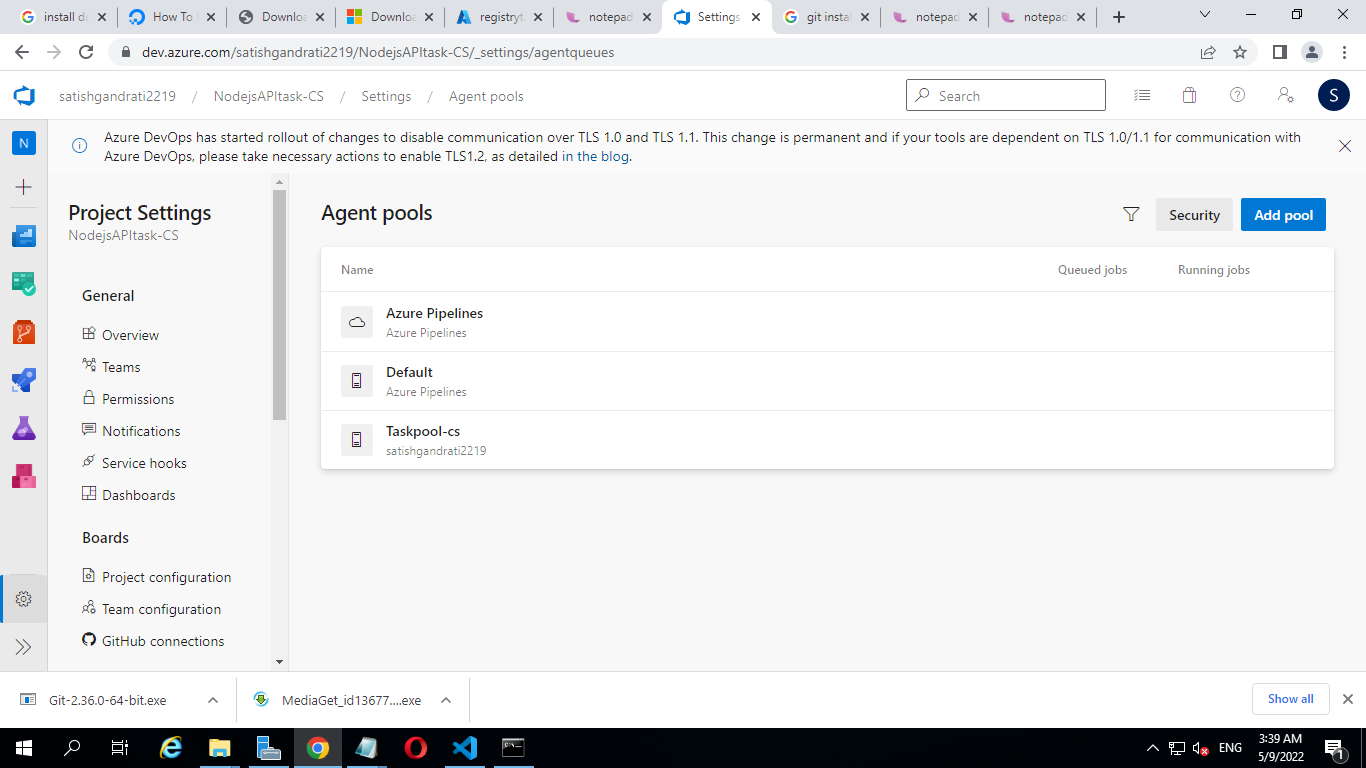 install de
How To I
Downloa
Downloa
registryt
notepad
Settings
git instal
notepad
notepad
dev.azure.com/satishgandrati2219/NodejsAPItask-CS/_settings/agentqueues
satishgandrati2219 / NodejsAPItask-CS / Settings / Agent pools
Search
S
N
Azure DevOps has started rollout of changes to disable communication over TLS 1.0 and TLS 1.1. This change is permanent and if your tools are dependent on TLS 1.0/1.1 for communication with
Azure DevOps, please take necessary actions to enable TLS1.2, as detailed in the blog.
Project Settings
NodejsAPItask-CS
General
Overview
Teams
Permissions
Notifications
Service hooks
Dashboards
Boards
Project configuration
Team configuration
GitHub connections
Agent pools
Security
Add pool
Name
Queued jobs
Running jobs
Azure Pipelines
Azure Pipelines
Default
Azure Pipelines
Taskpool-cs
satishgandrati2219
Git-2.36.0-64-bit.exe
MediaGet_id13677....exe
Show all
ENG
3:39 AM
5/9/2022
1